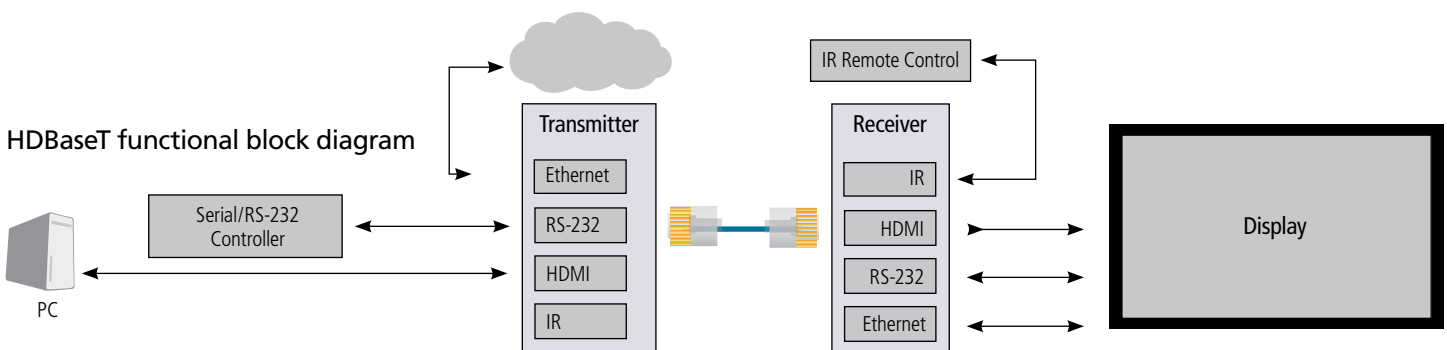 HDBaseT functional block diagram
PC
Serial/RS-232
Controller
Transmitter
Ethernet
RS-232
HDMI
IR
IR Remote Control
Receiver
IR
HDMI
RS-232
Ethernet
Display